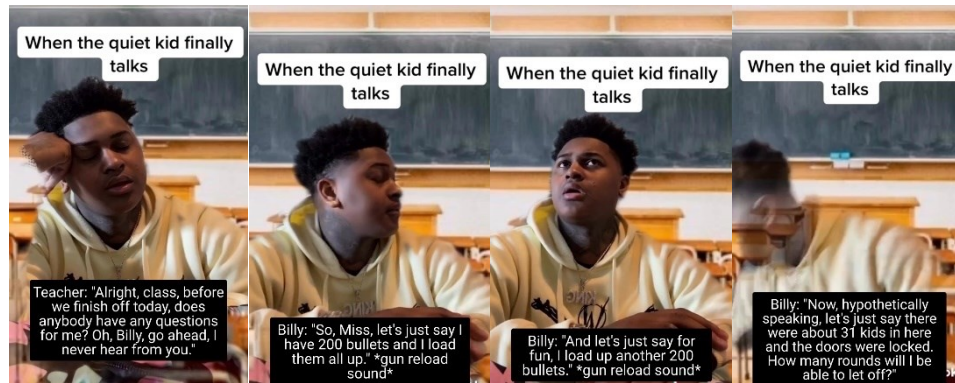 When the quiet kid finally
talks
Teacher: "Alright, class, before
we finish off today, does
anybody have any questions
for me? Oh, Billy, go ahead, I
never hear from you."
When the quiet kid finally
talks
Billy: "So, Miss, let's just say I
have 200 bullets and I load
them all up." *gun reload
sound*
When the quiet kid finally
talks
Billy: "And let's just say for
fun, I load up another 200
bullets." *gun reload sound*
When the quiet kid finally
talks
Billy: "Now, hypothetically
speaking, let's say there
were about 31 kids in here
and the doors were locked.
How many rounds will I be
able to let off?"